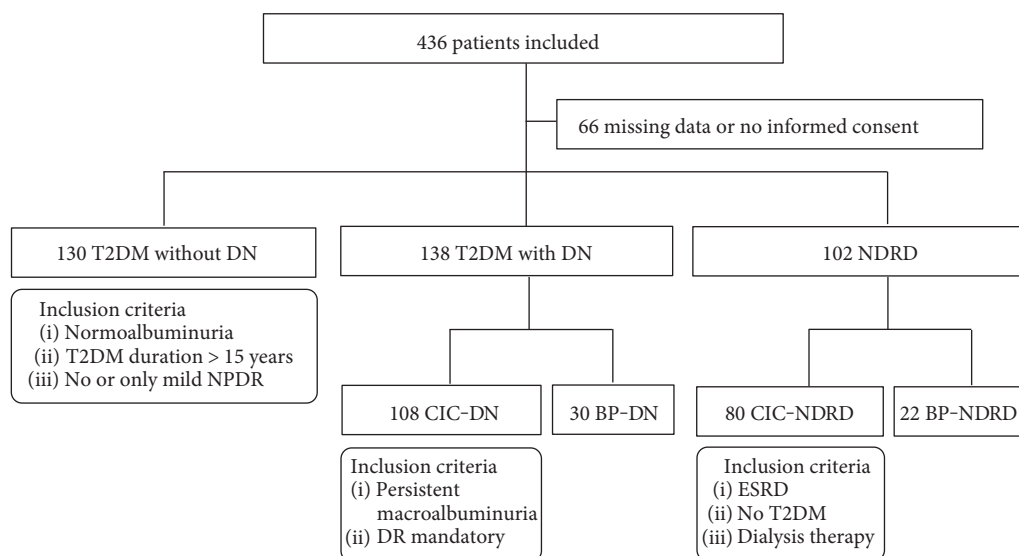 436 patients included
66 missing data or no informed consent
130 T2DM without DN
138 T2DM with DN
102 NDRD
Inclusion criteria
(i) Normoalbuminuria
(ii) T2DM duration > 15 years
(iii) No or only mild NPDR
108 CIC-DN
30 BP-DN
80 CIC-NDRD
22 BP-NDRD
Inclusion criteria
(i) Persistent
macroalbuminuria
(ii) DR mandatory
Inclusion criteria
(i) ESRD
(ii) No T2DM
(iii) Dialysis therapy